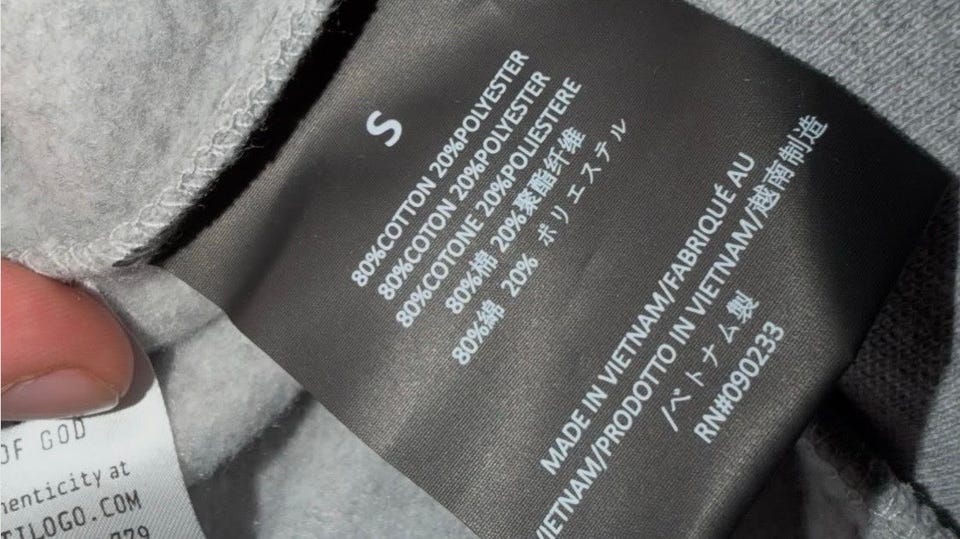 S
80%COTTON 20%POLYESTER
80%COTON 20%POLYESTER
80%COTONE 20%POLIESTERE
80%棉 20%聚酯纤维
80%綿 20% ポリエステル
MADE IN VIETNAM/FABRIQUÉ AU
VIETNAM/PRODOTTO IN VIETNAM/越南制造
/ベトナム製
RN#090233
OF GOD
at
.COM